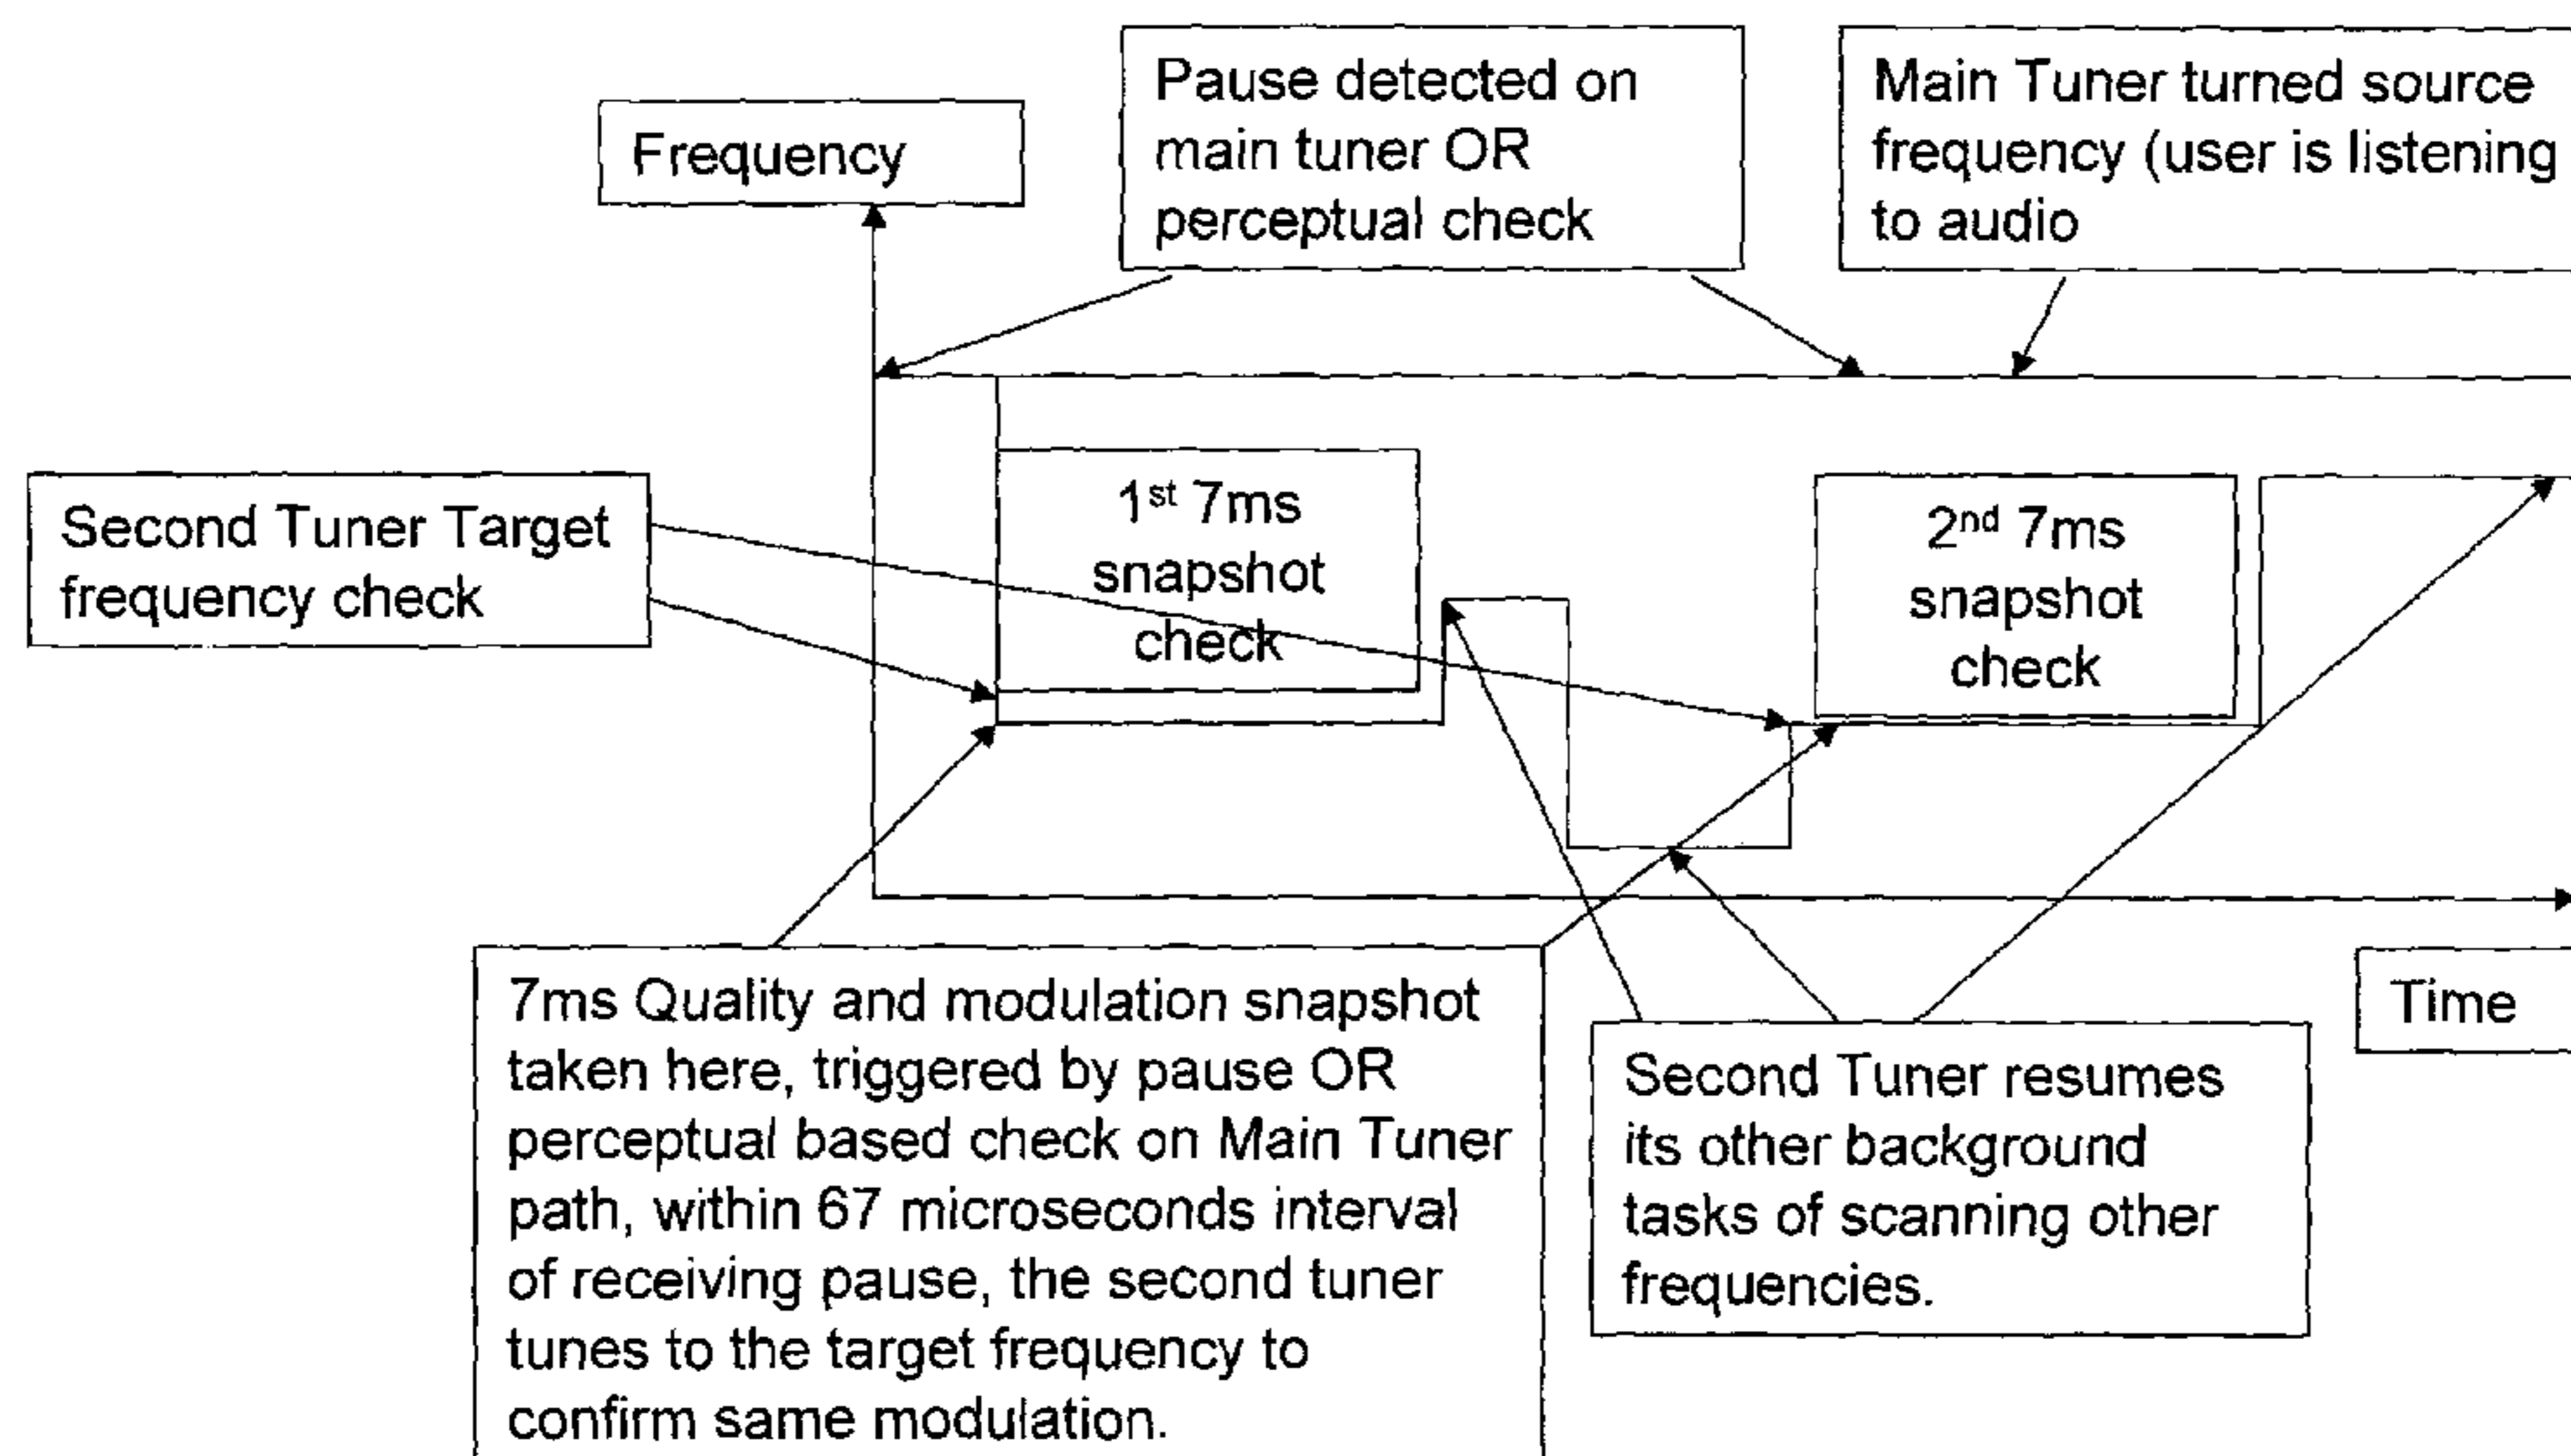 Frequency
Pause detected on
main tuner OR
perceptual check
Main Tuner turned source
frequency (user is listening
to audio
Second Tuner Target
frequency check
1st 7ms
snapshot
check
2nd 7ms
snapshot
check
7ms Quality and modulation snapshot
taken here, triggered by pause OR
perceptual based check on Main Tuner
path, within 67 microseconds interval
of receiving pause, the second tuner
tunes to the target frequency to
confirm same modulation.
Second Tuner resumes
its other background
tasks of scanning other
frequencies.
Time